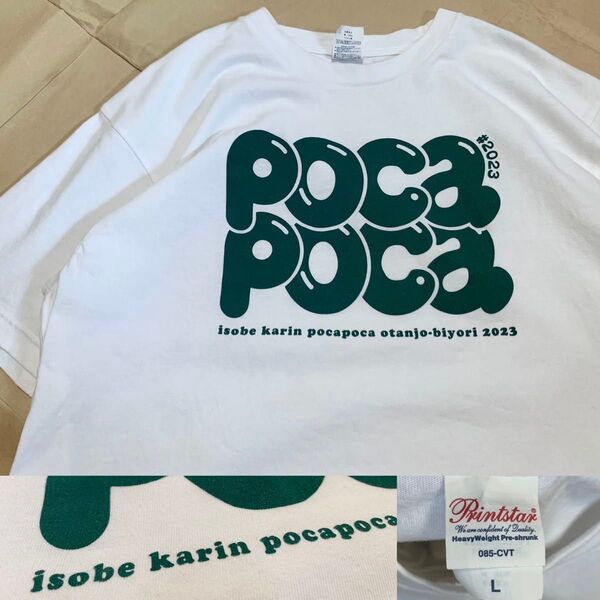 poca
#2023
poca
isobe karin pocapoca otanjo-biyori 2023
isobe karin pocapoca
Printstar®
We are confident of Quality.
HeavyWeight Pre-shrunk
085-CVT
L